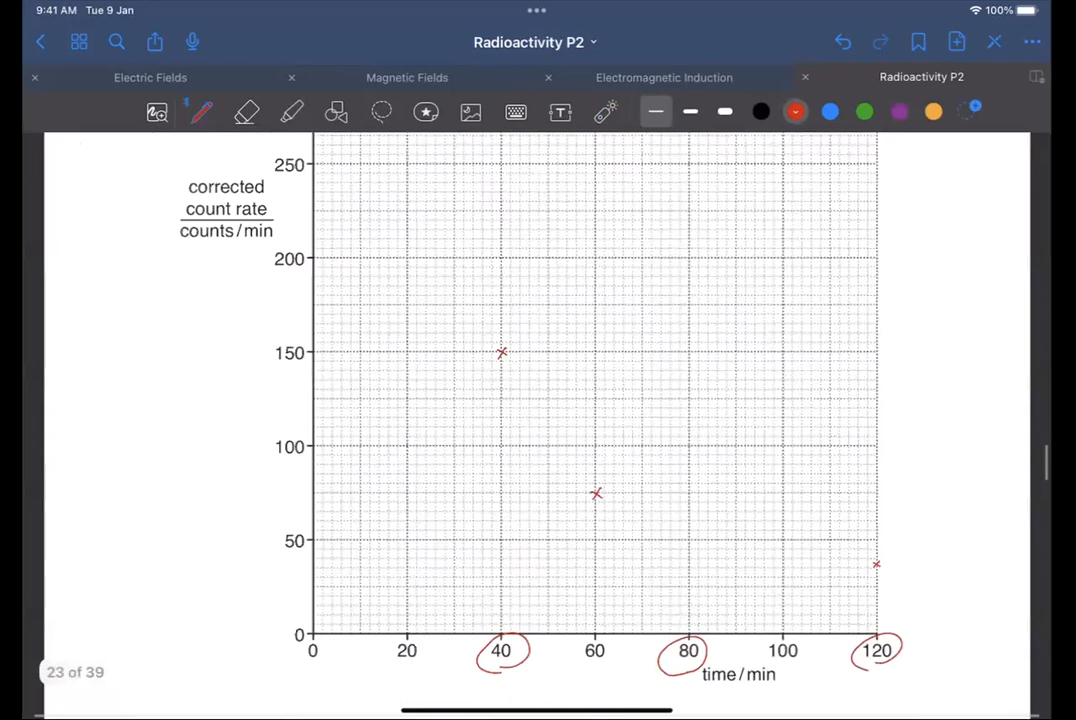 9:41 AM Tue 9 Jan
100%
Radioactivity P2
Electric Fields
Magnetic Fields
Electromagnetic Induction
Radioactivity P2
250
corrected
count rate
counts/min
200
150
100
50
0
0 20 40 60 80 100 120
time/min
23 of 39